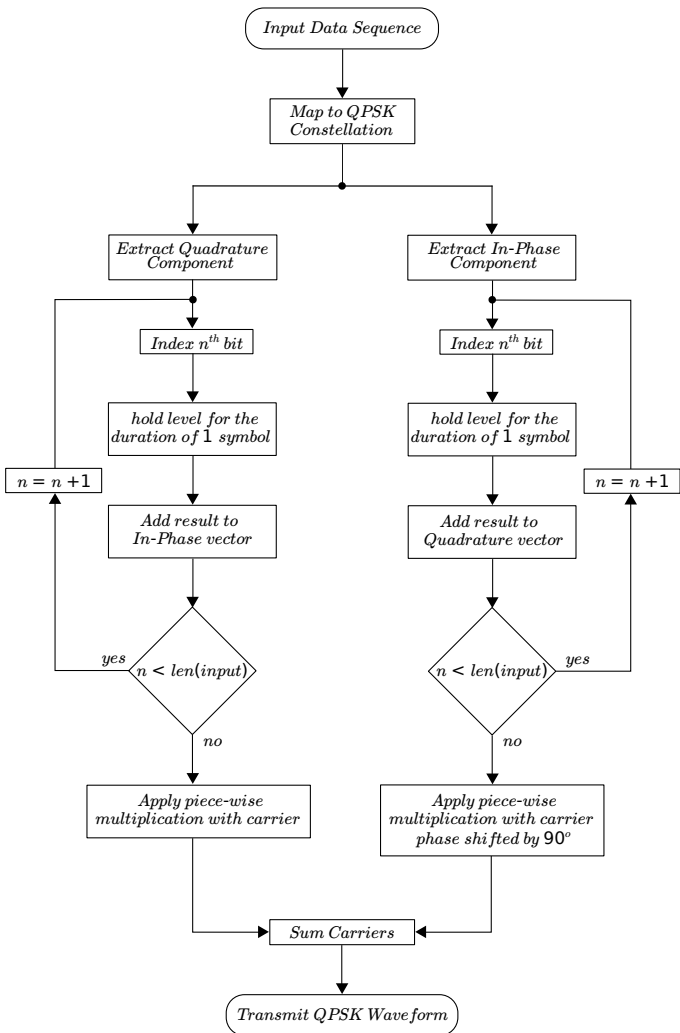 Input Data Sequence
Map to QPSK
Constellation
Extract Quadrature
Component
Index nᵗʰ bit
hold level for the
duration of 1 symbol
n = n +1
Add result to
In-Phase vector
yes
n < len(input)
no
Apply piece-wise
multiplication with carrier
Extract In-Phase
Component
Index nᵗʰ bit
hold level for the
duration of 1 symbol
n = n +1
Add result to
Quadrature vector
n < len(input)
yes
no
Apply piece-wise
multiplication with carrier
phase shifted by 90°
Sum Carriers
Transmit QPSK Waveform